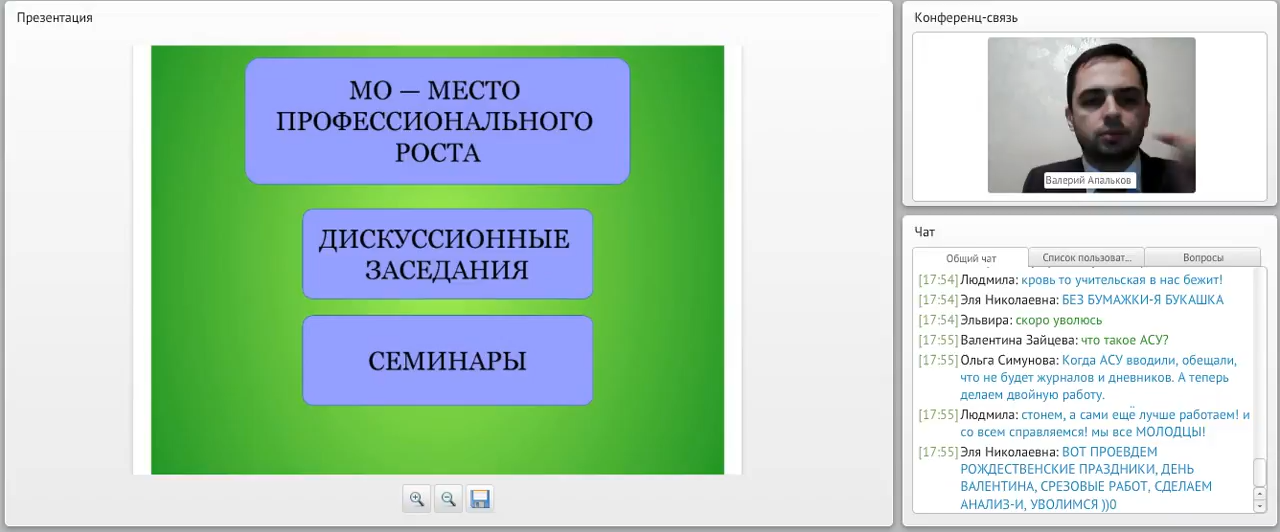 Презентация
МО — МЕСТО
ПРОФЕССИОНАЛЬНОГО
РОСТА
ДИСКУССИОННЫЕ
ЗАСЕДАНИЯ
СЕМИНАРЫ
Конференц-связь
Валерий Апальков
Чат
Общий чат
Список пользоват...
Вопросы
[17:54] Людмила: кровь то учительская в нас бежит!
[17:54] Эля Николаевна: БЕЗ БУМАЖКИ-Я БУКАШКА
[17:54] Эльвира: скоро уволюсь
[17:55] Валентина Зайцева: что такое АСУ?
[17:55] Ольга Симунова: Когда АСУ вводили, обещали,
что не будет журналов и дневников. А теперь
делаем двойную работу.
[17:55] Людмила: стонем, а сами ещё лучше работаем! и
со всем справляемся! мы все МОЛОДЦЫ!
[17:55] Эля Николаевна: ВОТ ПРОЕВДЕМ
РОЖДЕСТВЕНСКИЕ ПРАЗДНИКИ, ДЕНЬ
ВАЛЕНТИНА, СРЕЗОВЫЕ РАБОТ, СДЕЛАЕМ
АНАЛИЗ-И, УВОЛИМСЯ ))0